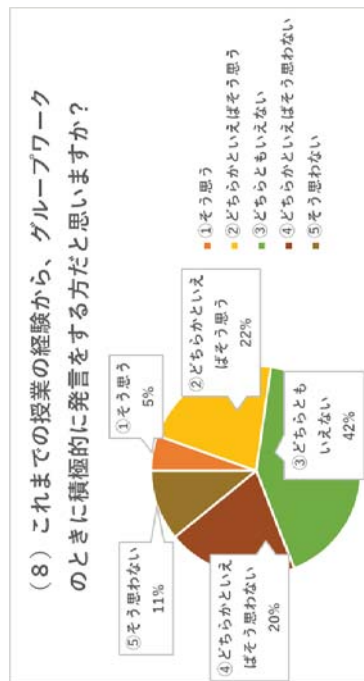 （8）これまでの授業の経験から、グループワーク
のときに積極的に発言をする方だと思いますか？
①そう思う
5%
②どちらかといえ
ばそう思う
22%
③どちらとも
いえない
42%
④どちらかといえ
ばそう思わない
20%
⑤そう思わない
11%
①そう思う
②どちらかといえばそう思う
③どちらともいえない
④どちらかといえばそう思わない
⑤そう思わない